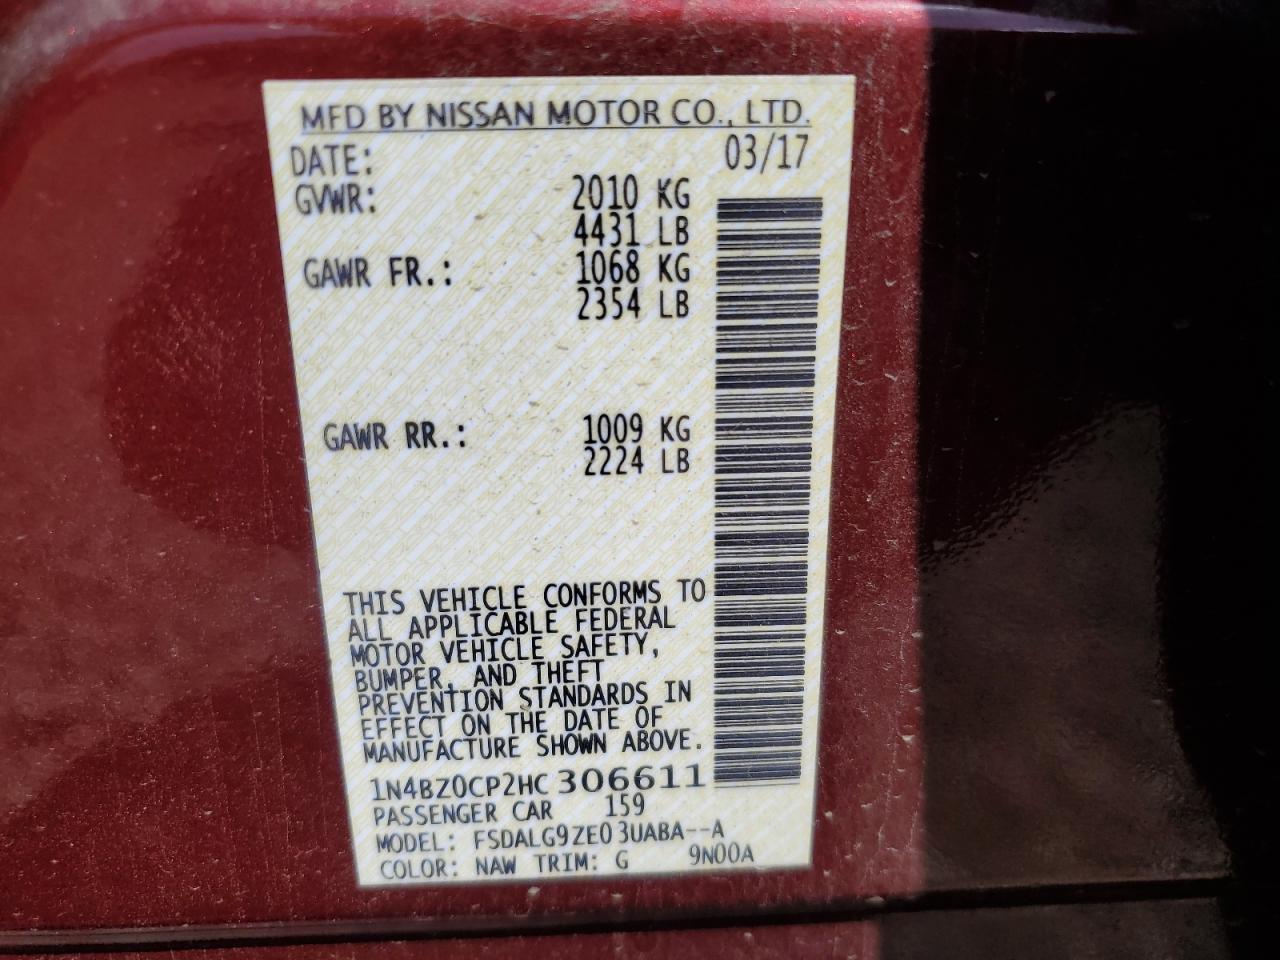 MFD BY NISSAN MOTOR CO., LTD.
DATE: 03/17
GVWR: 2010 KG
4431 LB
GAWR FR.: 1068 KG
2354 LB
GAWR RR.: 1009 KG
2224 LB
THIS VEHICLE CONFORMS TO
ALL APPLICABLE FEDERAL
MOTOR VEHICLE SAFETY,
BUMPER, AND THEFT
PREVENTION STANDARDS IN
EFFECT ON THE DATE OF
MANUFACTURE SHOWN ABOVE.
1N4BZ0CP2HC306611
PASSENGER CAR 159
MODEL: FSDALG9ZE03UABA--A
COLOR: NAW TRIM: G 9N00A